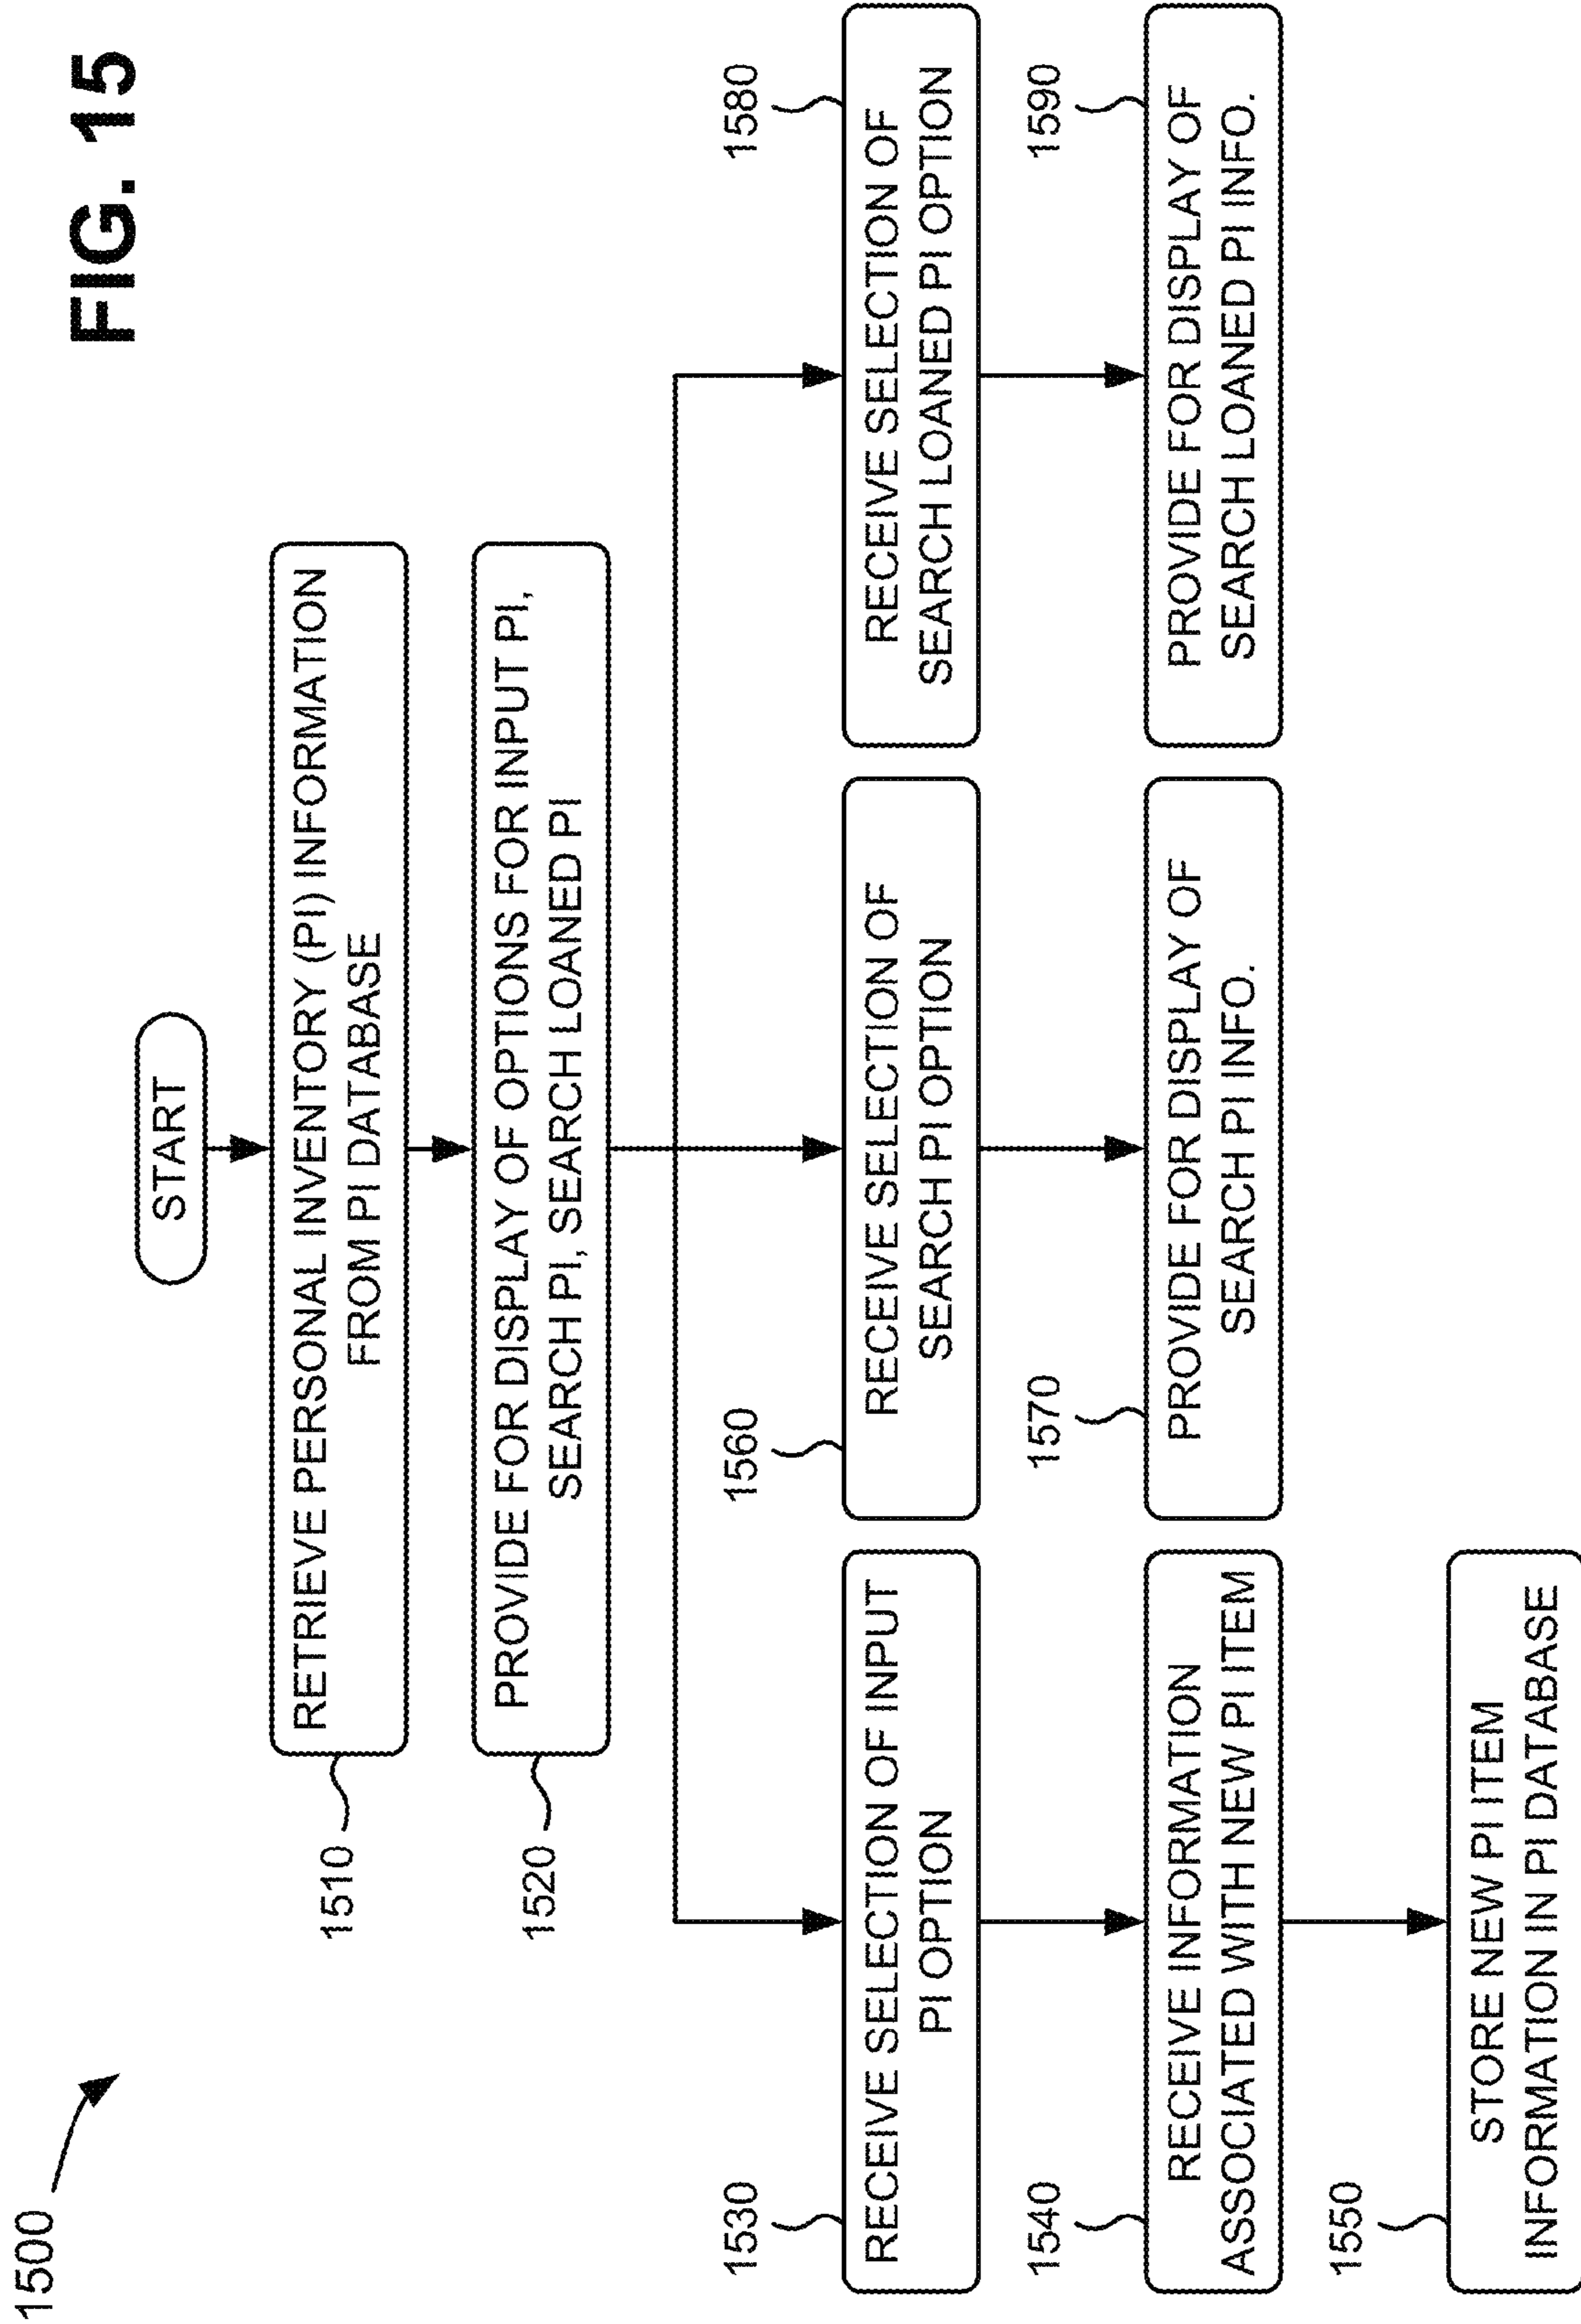 FIG. 15
1500
START
1510
RETRIEVE PERSONAL INVENTORY (PI) INFORMATION
FROM PI DATABASE
1520
PROVIDE FOR DISPLAY OF OPTIONS FOR INPUT PI,
SEARCH PI, SEARCH LOANED PI
1530
RECEIVE SELECTION OF INPUT
PI OPTION
1540
RECEIVE INFORMATION
ASSOCIATED WITH NEW PI ITEM
1550
STORE NEW PI ITEM
INFORMATION IN PI DATABASE
1560
RECEIVE SELECTION OF
SEARCH PI OPTION
1570
PROVIDE FOR DISPLAY OF
SEARCH PI INFO.
1580
RECEIVE SELECTION OF
SEARCH LOANED PI OPTION
1590
PROVIDE FOR DISPLAY OF
SEARCH LOANED PI INFO.